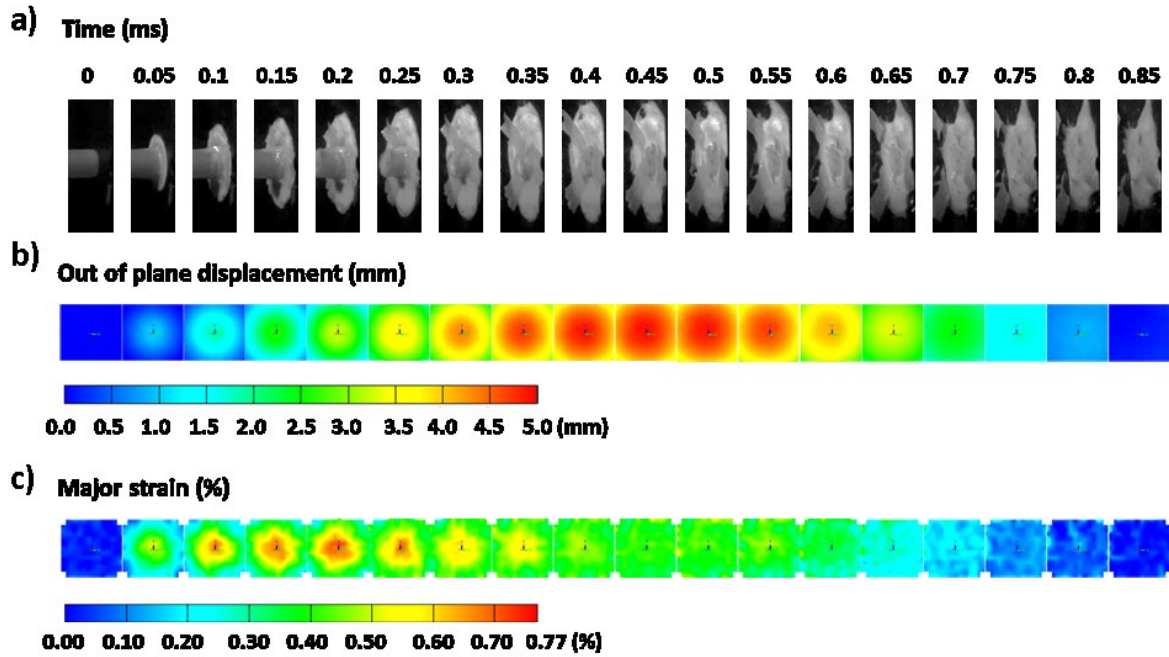 a) Time (ms)
0 0.05 0.1 0.15 0.2 0.25 0.3 0.35 0.4 0.45 0.5 0.55 0.6 0.65 0.7 0.75 0.8 0.85
b) Out of plane displacement (mm)
0.0 0.5 1.0 1.5 2.0 2.5 3.0 3.5 4.0 4.5 5.0 (mm)
c) Major strain (%)
0.00 0.10 0.20 0.30 0.40 0.50 0.60 0.70 0.77 (%)